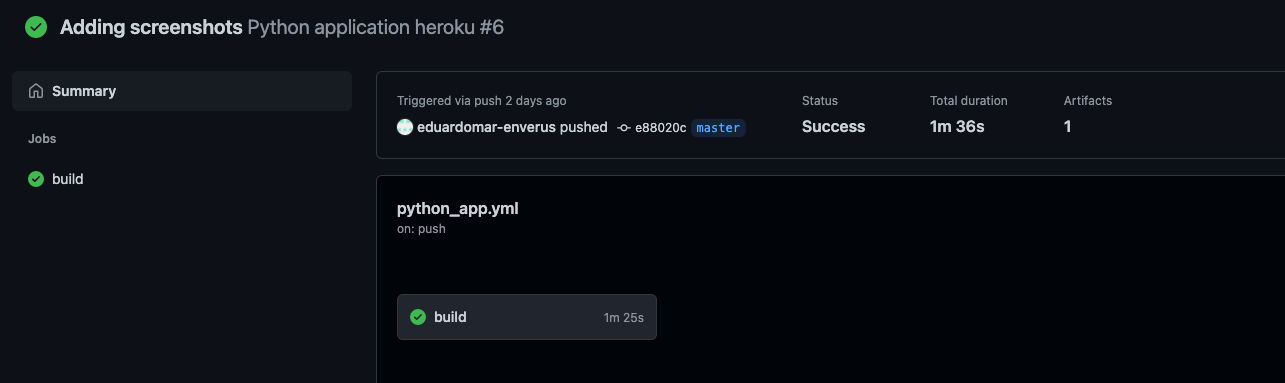 Adding screenshots Python application heroku #6
Summary
Jobs
build
Triggered via push 2 days ago
eduardomar-enverus pushed e88020c master
Status
Success
Total duration
1m 36s
Artifacts
1
python_app.yml
on: push
build 1m 25s